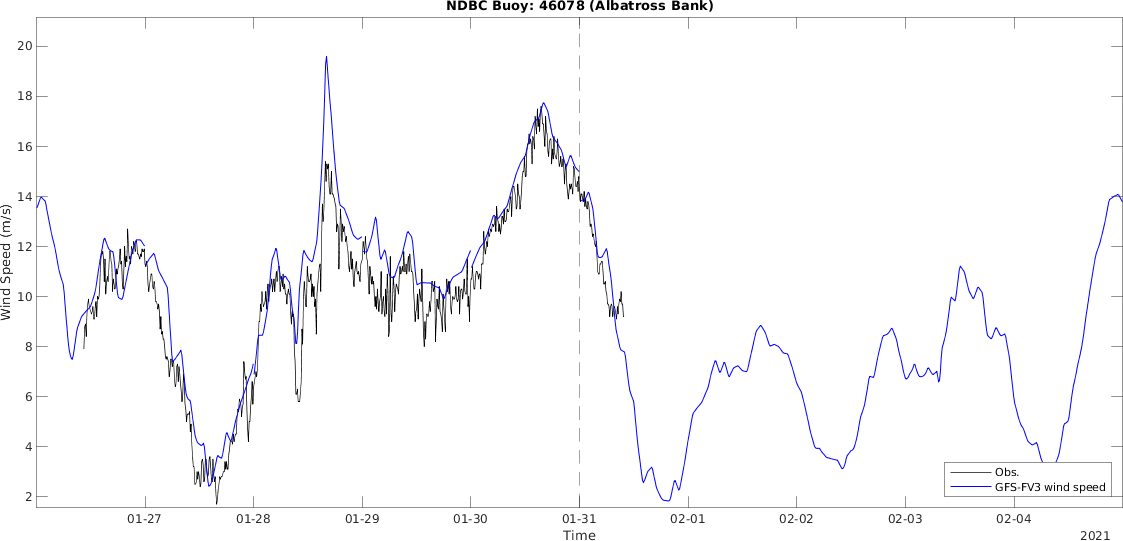 NDBC Buoy: 46078 (Albatross Bank)
Wind Speed (m/s)
20
18
16
14
12
10
8
6
4
2
01-27 01-28 01-29 01-30 01-31 02-01 02-02 02-03 02-04
Time
2021
Obs.
GFS-FV3 wind speed